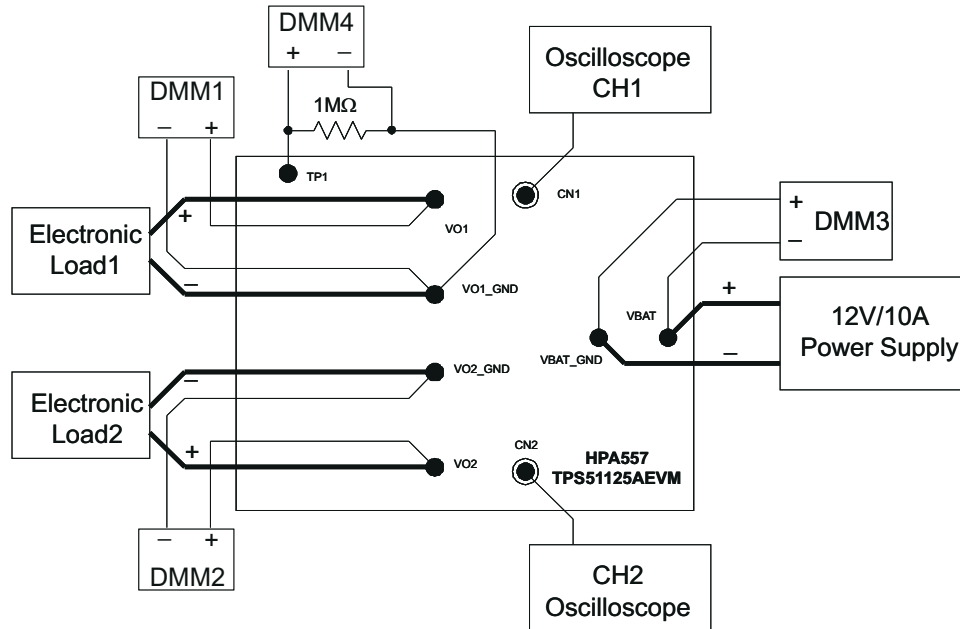 DMM4
+ −
Oscilloscope
CH1
DMM1
− +
1MΩ
TP1
CN1
+
VO1
Electronic
Load1
−
VO1_GND
+
−
DMM3
VBAT
+
12V/10A
Power Supply
VBAT_GND
−
VO2_GND
−
Electronic
Load2
+
VO2
CN2
HPA557
TPS51125AEVM
− +
DMM2
CH2
Oscilloscope